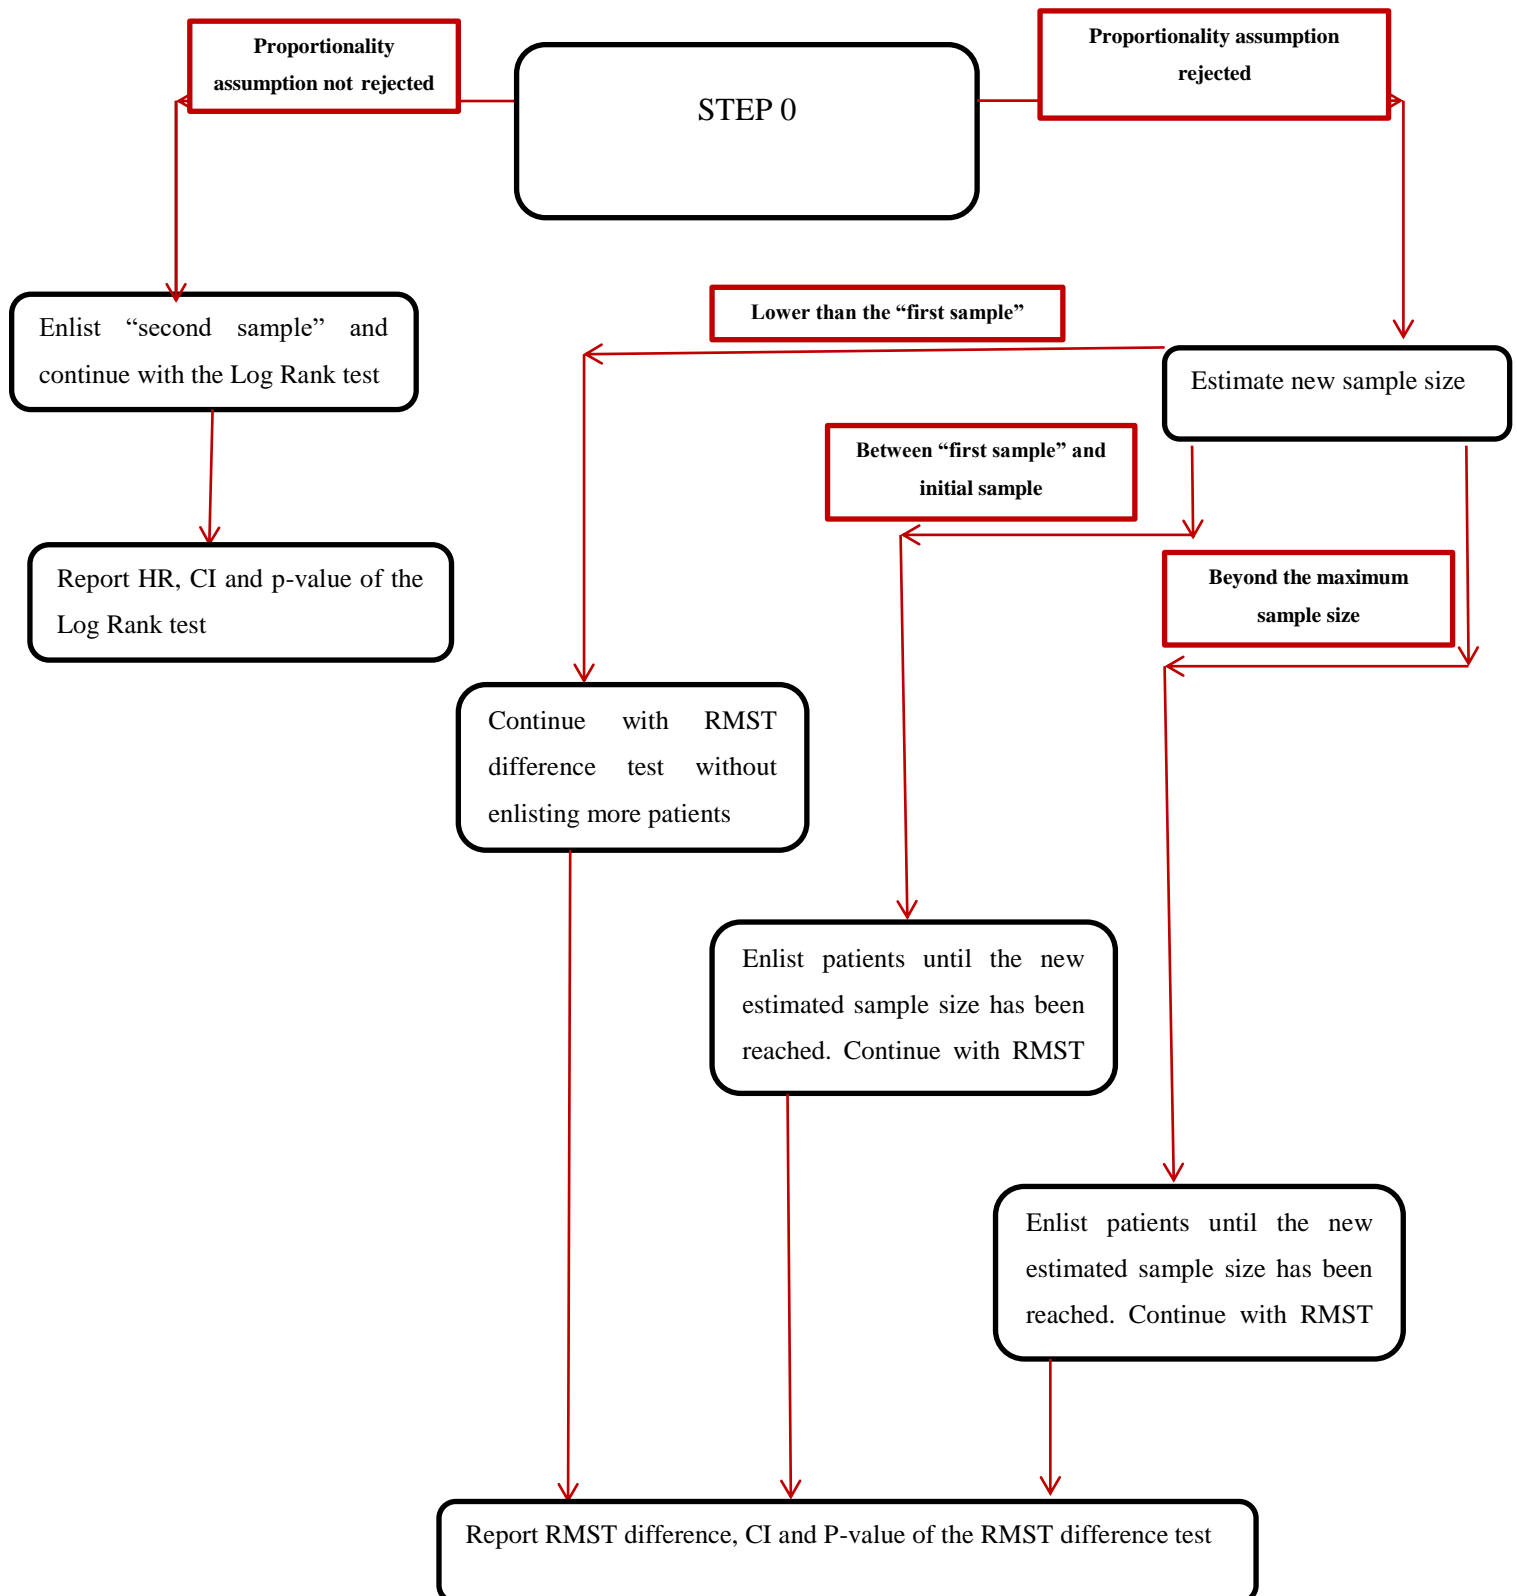 Proportionality
assumption not rejected
STEP 0
Proportionality assumption
rejected
Enlist “second sample” and
continue with the Log Rank test
Lower than the “first sample”
Estimate new sample size
Between “first sample” and
initial sample
Report HR, CI and p-value of the
Log Rank test
Beyond the maximum
sample size
Continue with RMST
difference test without
enlisting more patients
Enlist patients until the new
estimated sample size has been
reached. Continue with RMST
Enlist patients until the new
estimated sample size has been
reached. Continue with RMST
Report RMST difference, CI and P-value of the RMST difference test